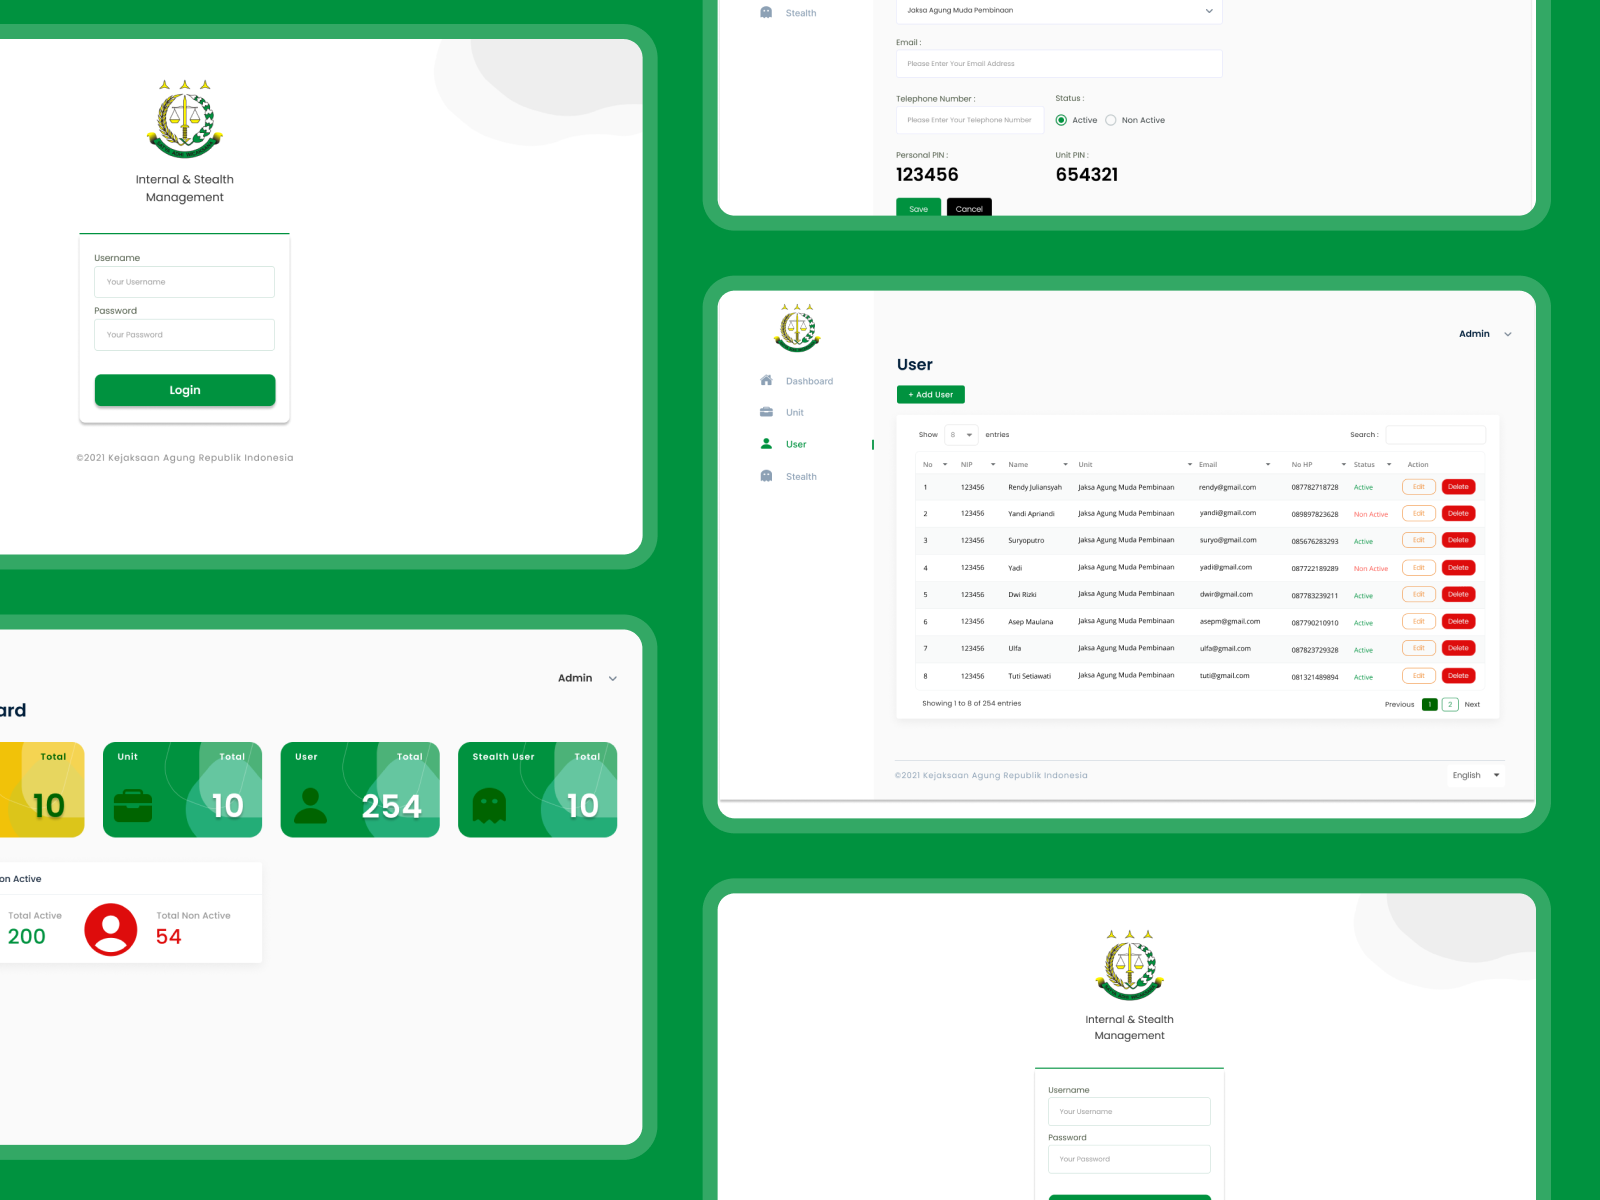 Internal & Stealth
Management
Username
Your Username
Password
Your Password
Login
©2021 Kejaksaan Agung Republik Indonesia
Admin
ard
Total
10
Unit Total
10
User Total
254
Stealth User Total
10
on Active
Total Active
200
Total Non Active
54
Stealth
Jaksa Agung Muda Pembinaan
Email :
Please Enter Your Email Address
Telephone Number :
Please Enter Your Telephone Number
Status :
Active Non Active
Personal PIN :
123456
Unit PIN :
654321
Save Cancel
Dashboard
Unit
User
Stealth
Admin
User
+ Add User
Show 8 entries Search :
No NIP Name Unit Email No HP Status Action
1 123456 Rendy Juliansyah Jaksa Agung Muda Pembinaan rendy@gmail.com 087782718728 Active Edit Delete
2 123456 Yandi Apriandi Jaksa Agung Muda Pembinaan yandi@gmail.com 089897823628 Non Active Edit Delete
3 123456 Suryoputro Jaksa Agung Muda Pembinaan suryo@gmail.com 085676283293 Active Edit Delete
4 123456 Yadi Jaksa Agung Muda Pembinaan yadi@gmail.com 087722189289 Non Active Edit Delete
5 123456 Dwi Rizki Jaksa Agung Muda Pembinaan dwir@gmail.com 087783239211 Active Edit Delete
6 123456 Asep Maulana Jaksa Agung Muda Pembinaan asepm@gmail.com 087790210910 Active Edit Delete
7 123456 Ulfa Jaksa Agung Muda Pembinaan ulfa@gmail.com 087823729328 Active Edit Delete
8 123456 Tuti Setiawati Jaksa Agung Muda Pembinaan tuti@gmail.com 081321489894 Active Edit Delete
Showing 1 to 8 of 254 entries Previous 1 2 Next
©2021 Kejaksaan Agung Republik Indonesia English
Internal & Stealth
Management
Username
Your Username
Password
Your Password